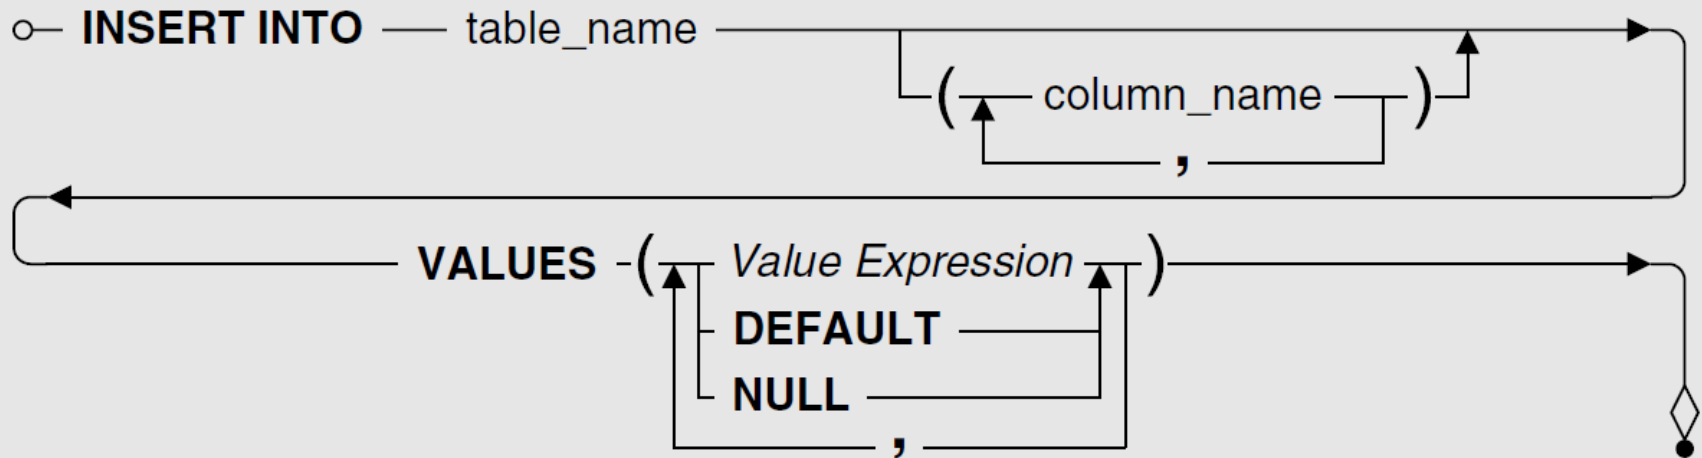 INSERT INTO table_name
( column_name )
,
VALUES ( Value Expression )
DEFAULT
NULL
,